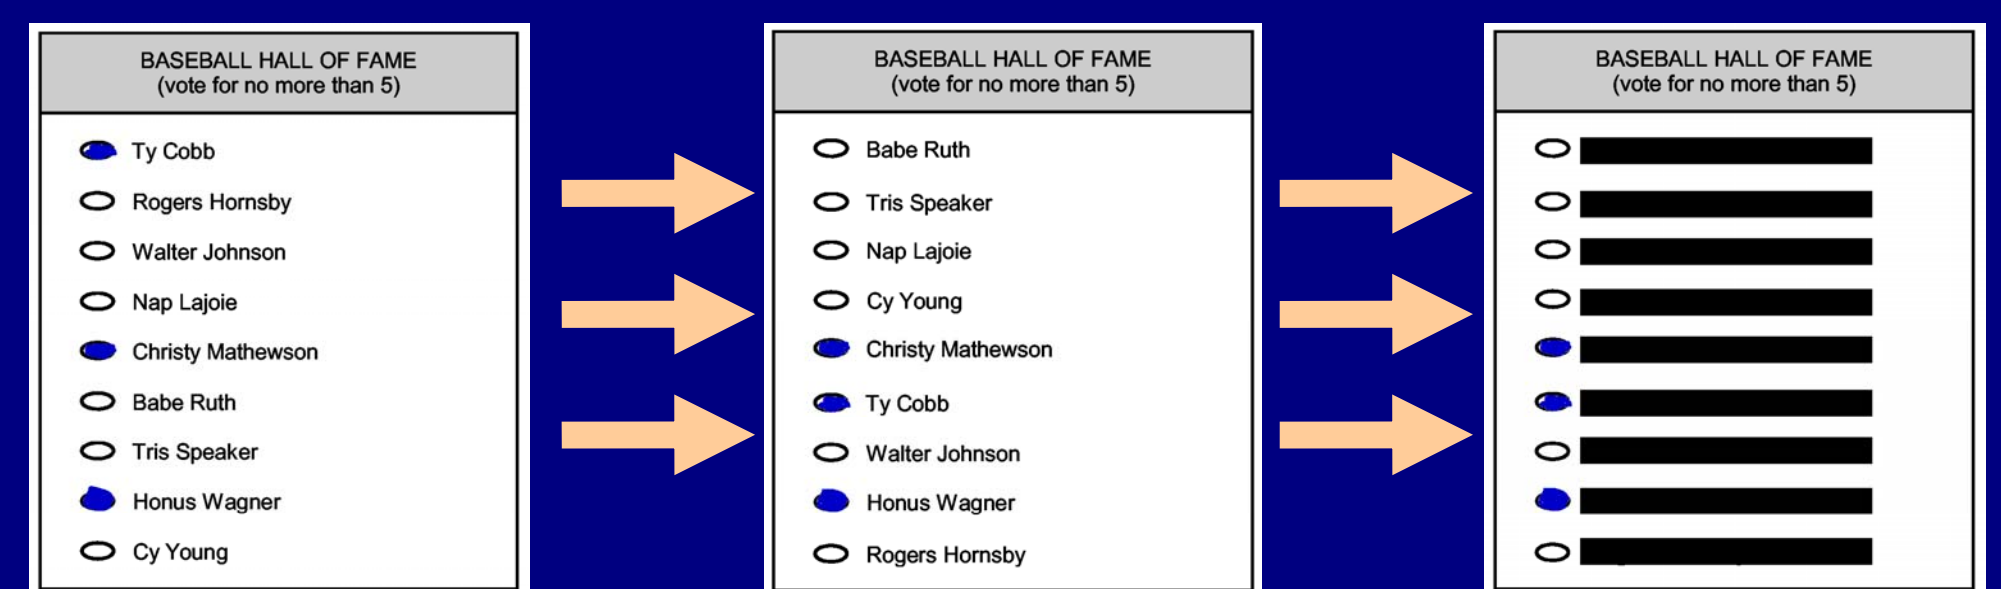 BASEBALL HALL OF FAME
(vote for no more than 5)
Ty Cobb
Rogers Hornsby
Walter Johnson
Nap Lajoie
Christy Mathewson
Babe Ruth
Tris Speaker
Honus Wagner
Cy Young
BASEBALL HALL OF FAME
(vote for no more than 5)
Babe Ruth
Tris Speaker
Nap Lajoie
Cy Young
Christy Mathewson
Ty Cobb
Walter Johnson
Honus Wagner
Rogers Hornsby
BASEBALL HALL OF FAME
(vote for no more than 5)